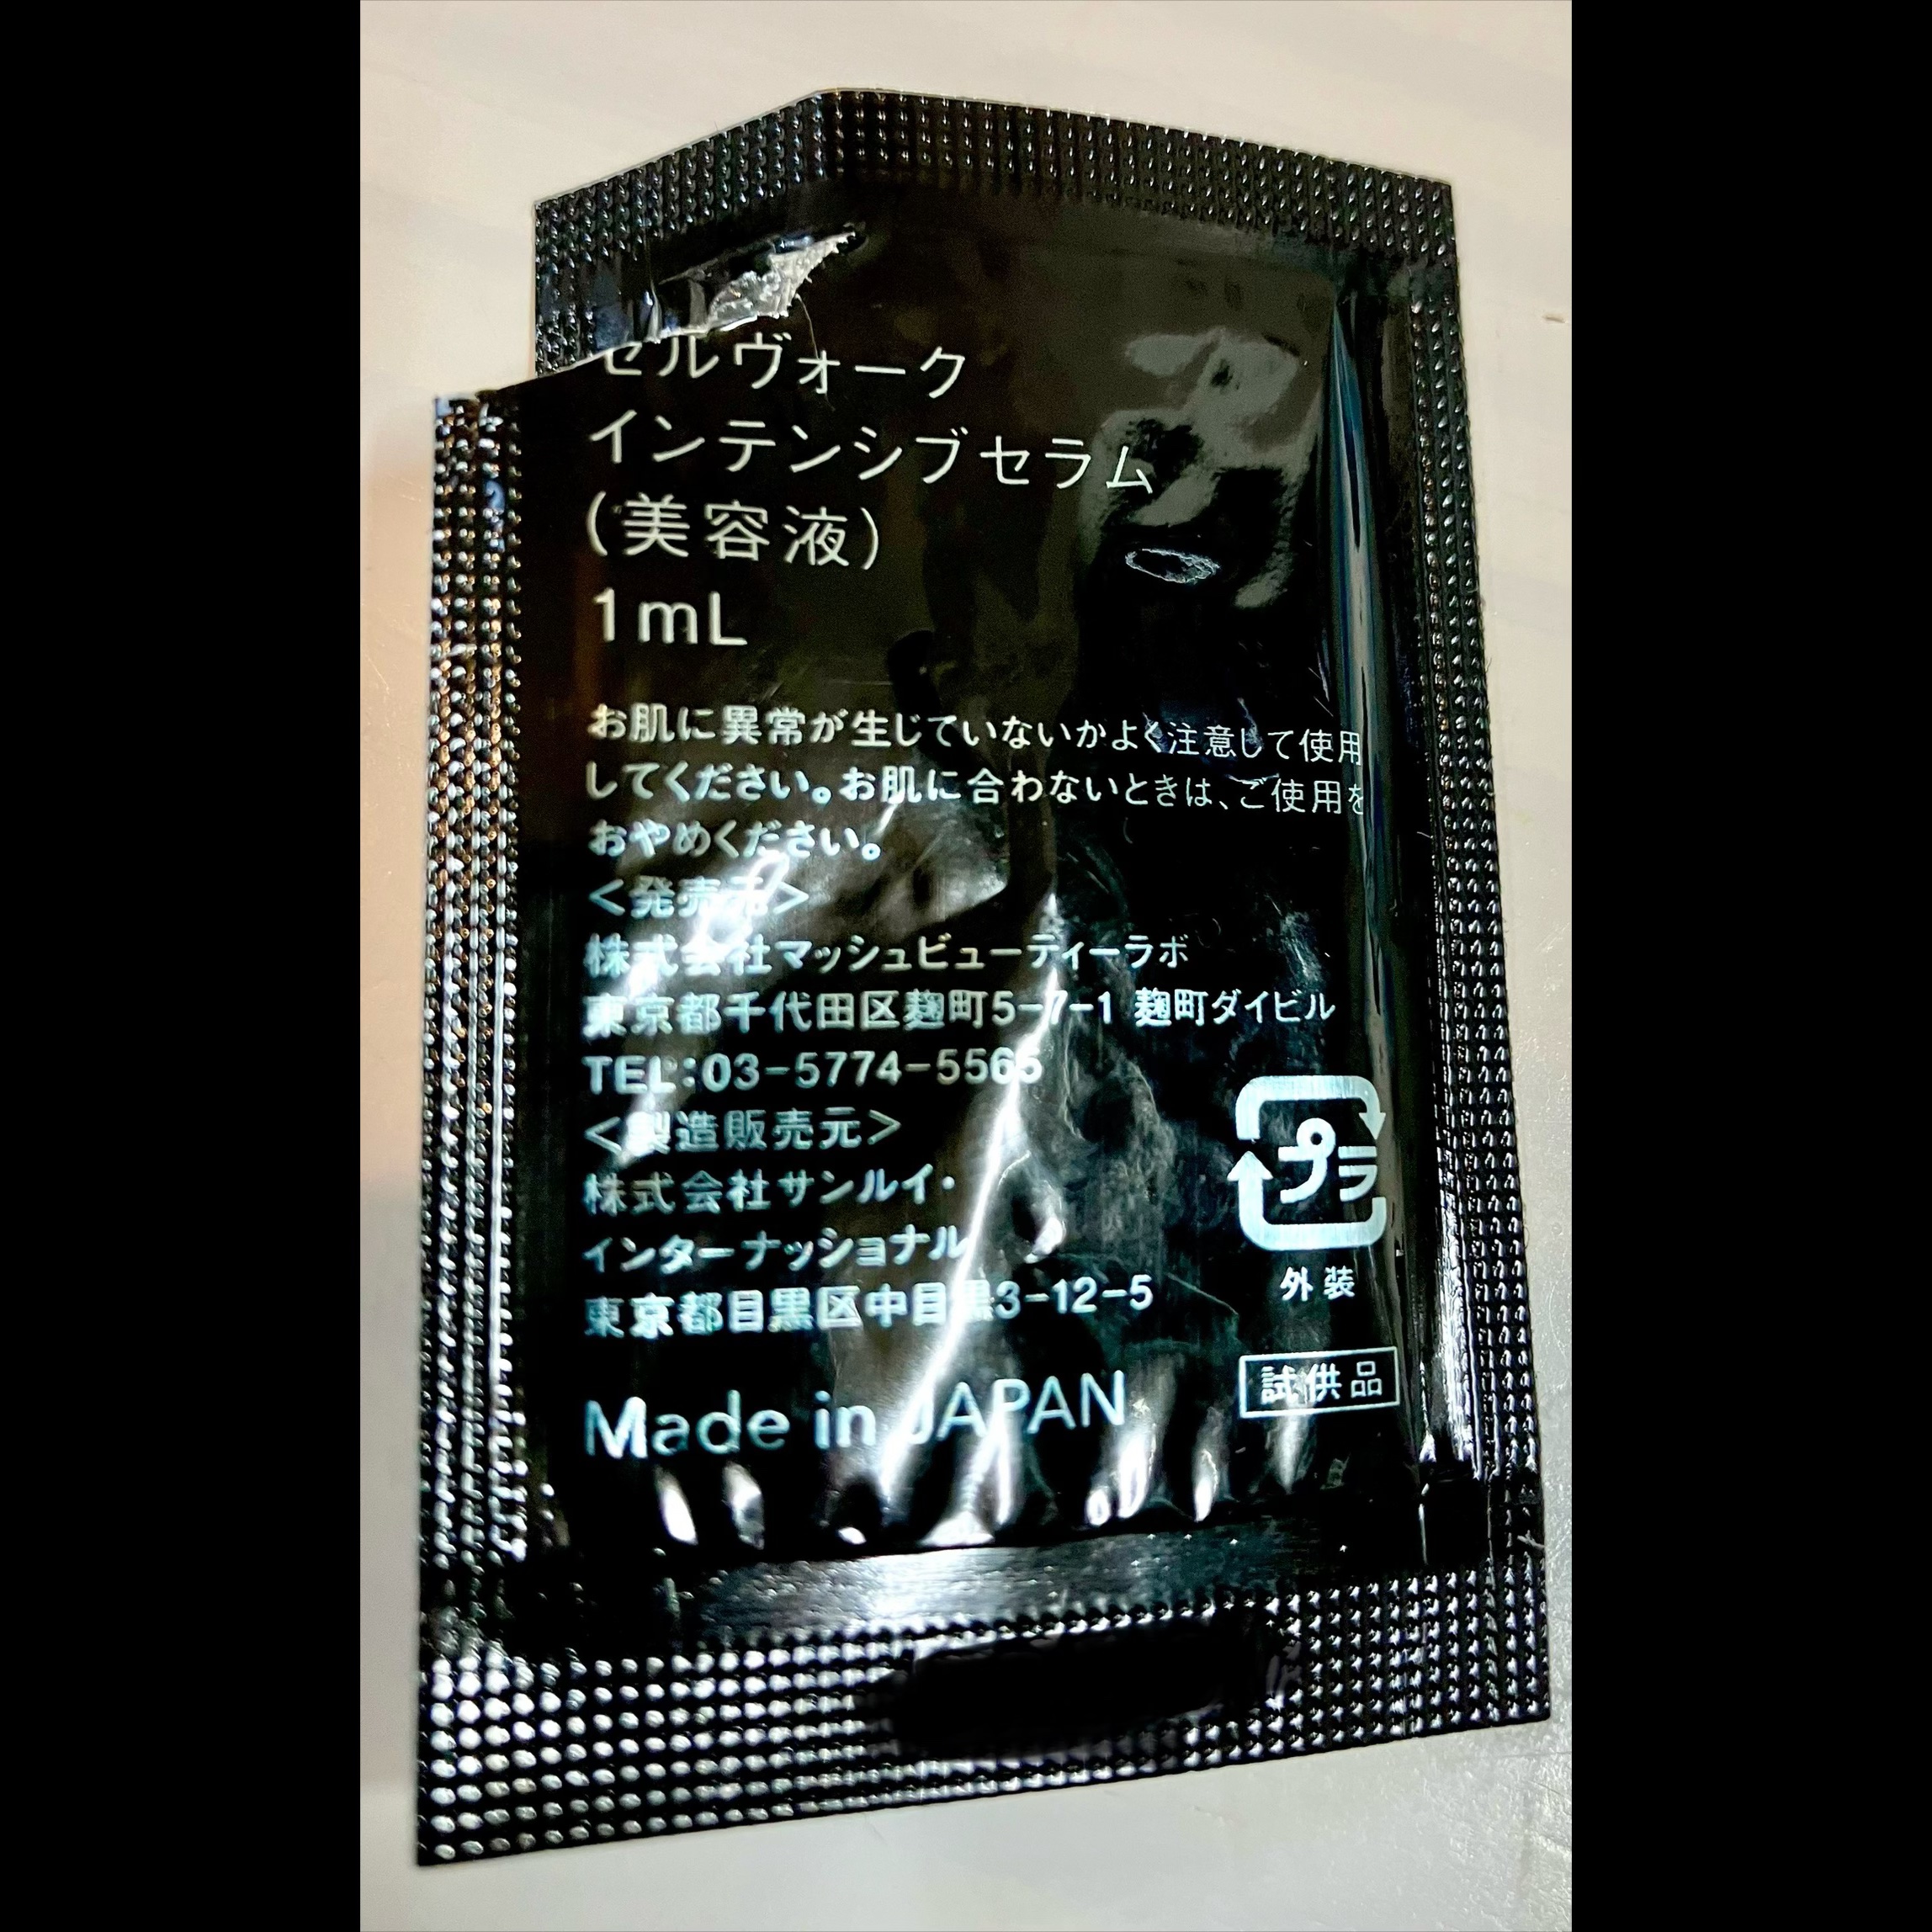 セルヴォーク
インテンシブセラム
(美容液)
1mL
お肌に異常が生じていないかよく注意して使用
してください。お肌に合わないときは、ご使用を
おやめください。
<発売元>
株式会社マッシュビューティーラボ
東京都千代田区麹町5-7-1 麹町ダイビル
TEL:03-5774-5565
<製造販売元>
株式会社サンルイ・
インターナッショナル
東京都目黒区中目黒3-12-5
プラ
外装
試供品
Made in JAPAN